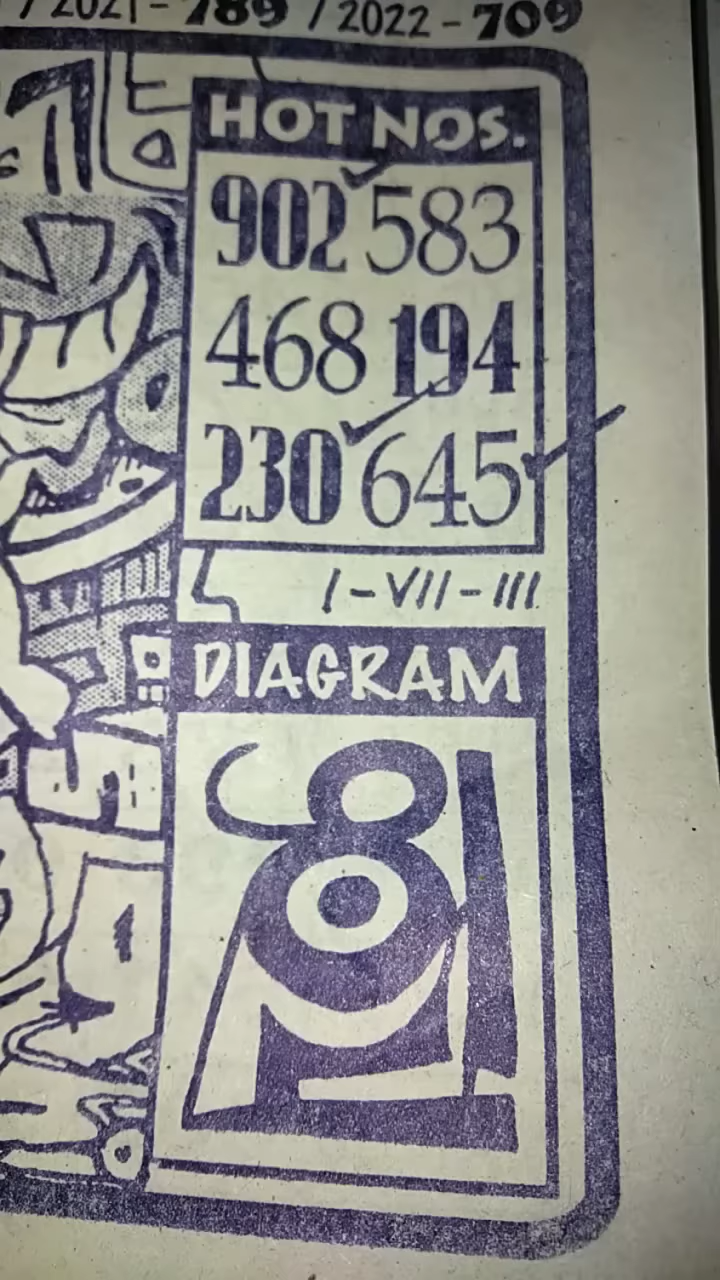 / 2021 - 789 / 2022 - 709
HOT NOS.
902 583
468 194
230 645
I - VII - III
DIAGRAM